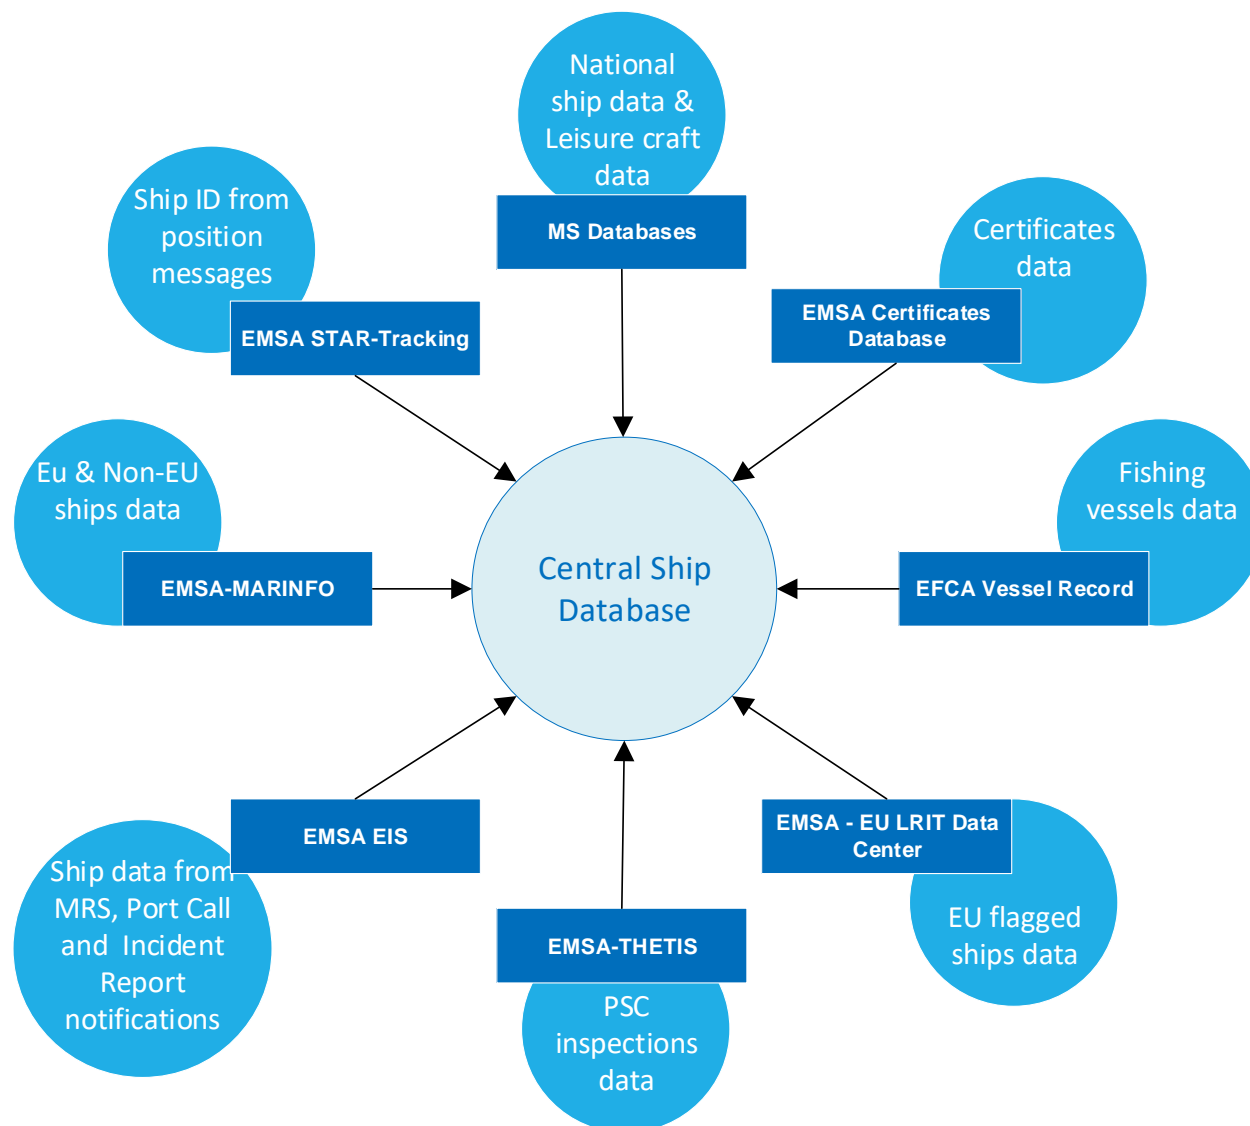 National
ship data &
Leisure craft
data
MS Databases
Ship ID from
position
messages
EMSA STAR-Tracking
Certificates
data
EMSA Certificates
Database
Eu & Non-EU
ships data
EMSA-MARINFO
Fishing
vessels data
EFCA Vessel Record
Central Ship
Database
EMSA EIS
Ship data from
MRS, Port Call
and Incident
Report
notifications
EMSA - EU LRIT Data
Center
EU flagged
ships data
EMSA-THETIS
PSC
inspections
data